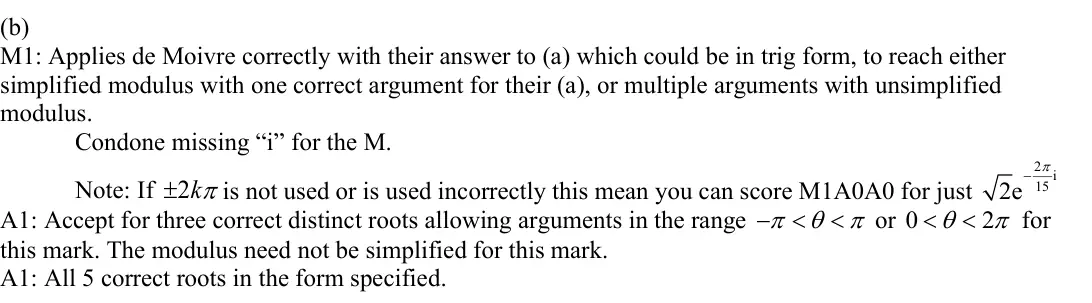 (b)
M1: Applies de Moivre correctly with their answer to (a) which could be in trig form, to reach either
simplified modulus with one correct argument for their (a), or multiple arguments with unsimplified
modulus.
Condone missing “i” for the M.
Note: If ±2kπ is not used or is used incorrectly this mean you can score M1A0A0 for just √2e^(−2π/15 i)
A1: Accept for three correct distinct roots allowing arguments in the range −π < θ < π or 0 < θ < 2π for
this mark. The modulus need not be simplified for this mark.
A1: All 5 correct roots in the form specified.